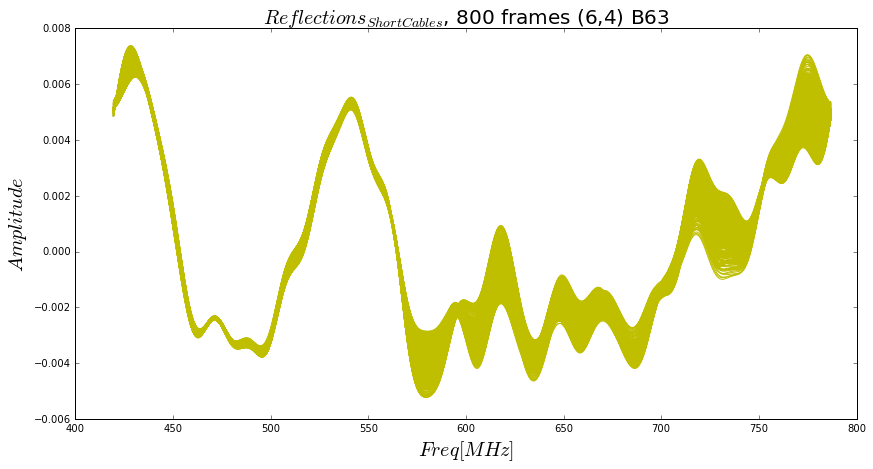 Reflections_ShortCables, 800 frames (6,4) B63
0.008
0.006
0.004
0.002
0.000
−0.002
−0.004
−0.006
Amplitude
400 450 500 550 600 650 700 750 800
Freq[MHz]